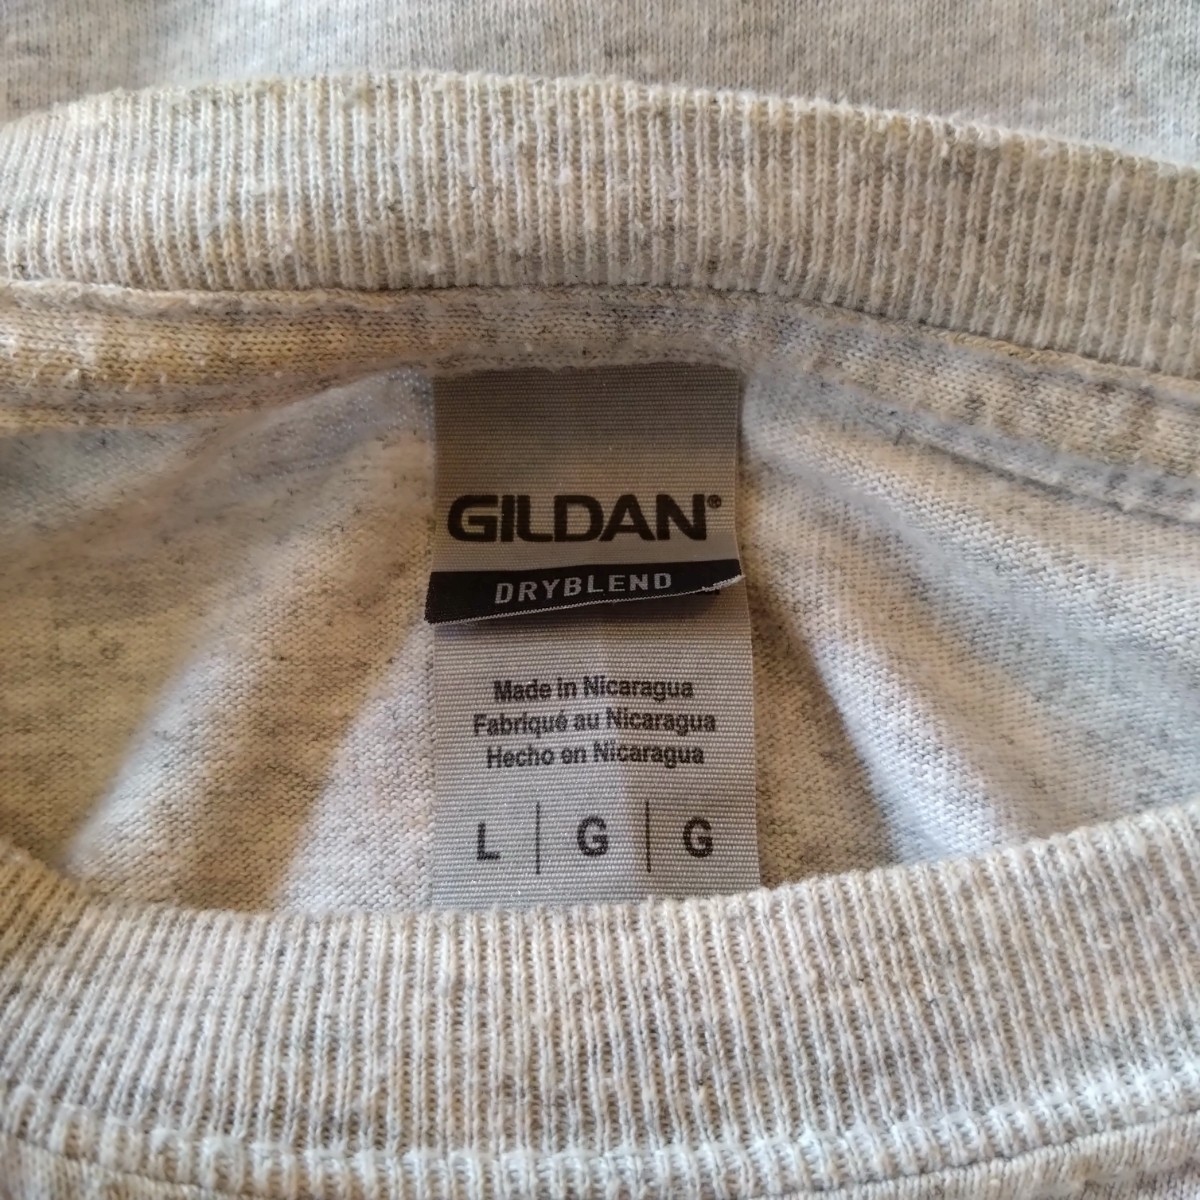 GILDAN®
DRYBLEND
Made in Nicaragua
Fabriqué au Nicaragua
Hecho en Nicaragua
L | G | G